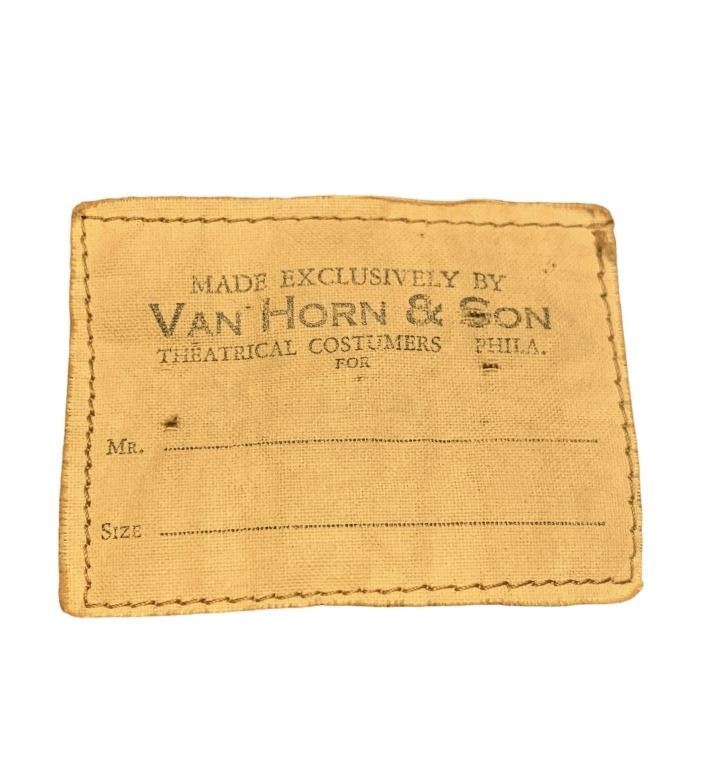 MADE EXCLUSIVELY BY
VAN HORN & SON
THEATRICAL COSTUMERS PHILA.
FOR
MR.
SIZE